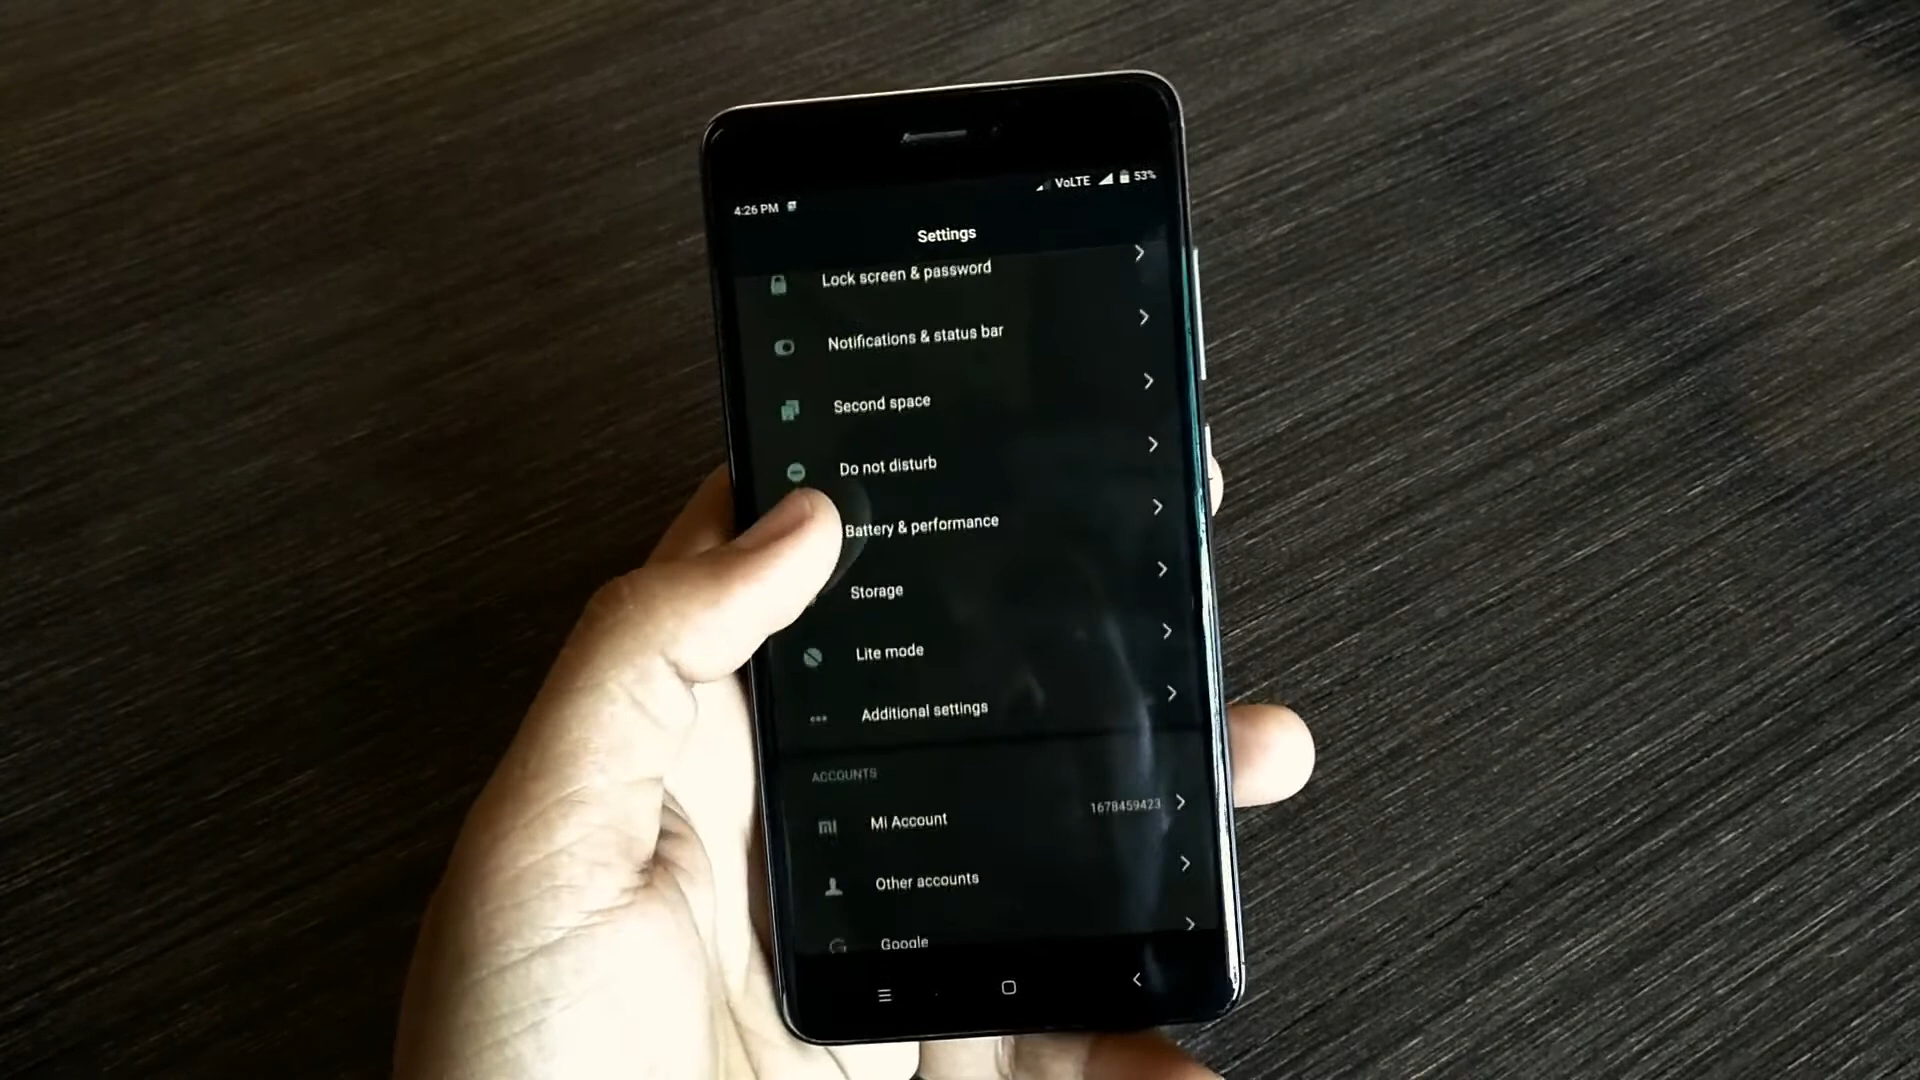 4:26 PM VoLTE 53%
Settings
Lock screen & password
Notifications & status bar
Second space
Do not disturb
Battery & performance
Storage
Lite mode
Additional settings
ACCOUNTS
mi Mi Account 1678459423
Other accounts
G Google